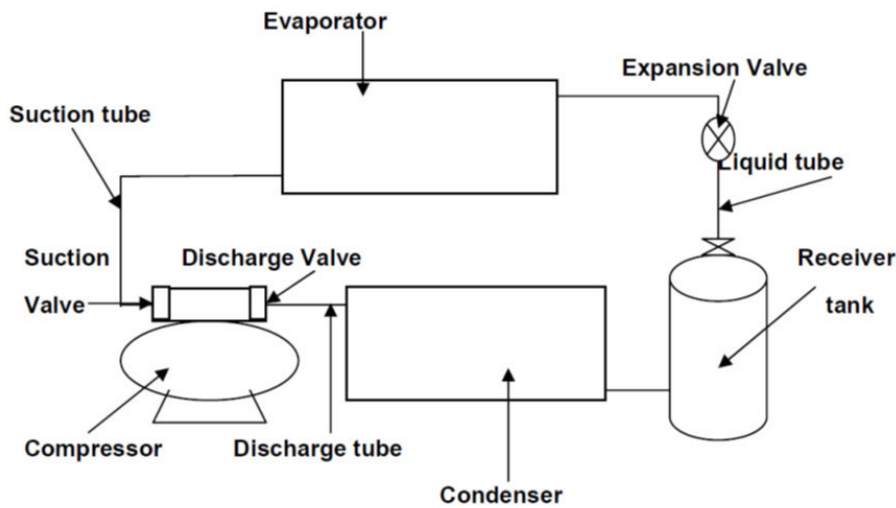 Evaporator
Expansion Valve
Suction tube
Liquid tube
Suction
Valve
Discharge Valve
Receiver
tank
Compressor
Discharge tube
Condenser